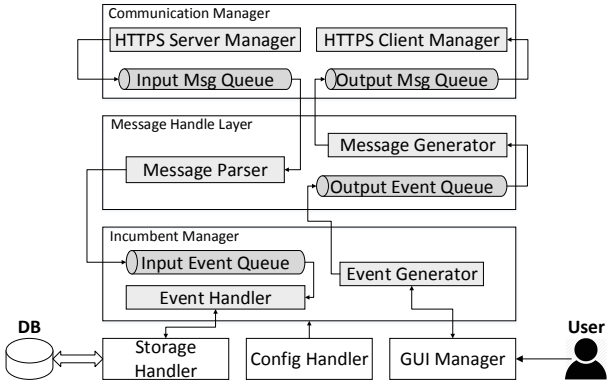 Communication Manager
HTTPS Server Manager
HTTPS Client Manager
Input Msg Queue
Output Msg Queue
Message Handle Layer
Message Generator
Message Parser
Output Event Queue
Incumbent Manager
Input Event Queue
Event Generator
Event Handler
DB
User
Storage
Handler
Config Handler
GUI Manager